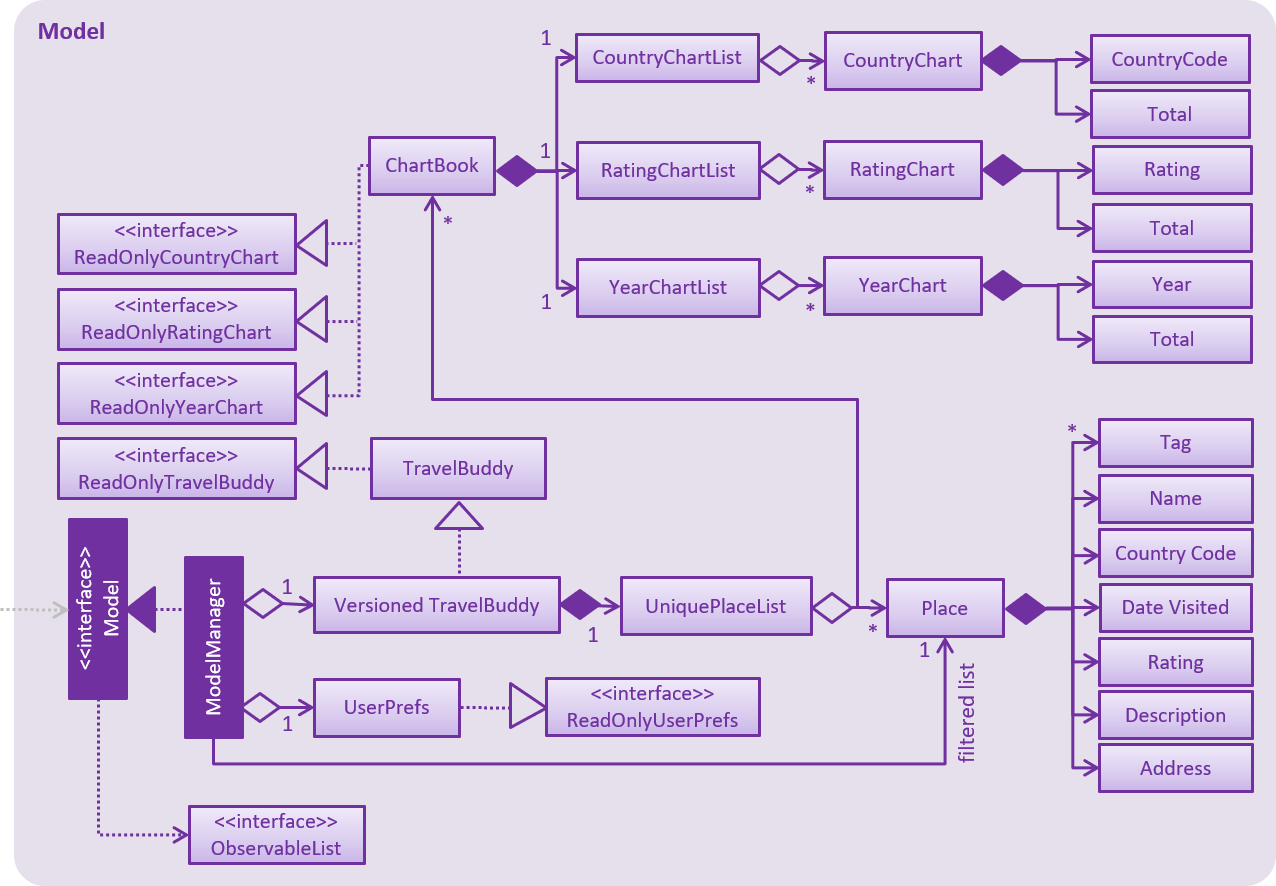 Model
1
CountryChartList
*
CountryChart
CountryCode
Total
ChartBook
1
RatingChartList
*
RatingChart
Rating
Total
*
<<interface>>
ReadOnlyCountryChart
1
YearChartList
*
YearChart
Year
Total
<<interface>>
ReadOnlyRatingChart
<<interface>>
ReadOnlyYearChart
<<interface>>
ReadOnlyTravelBuddy
TravelBuddy
*
Tag
Name
Country Code
Date Visited
Rating
Description
Address
<<interface>>
Model
ModelManager
1
Versioned TravelBuddy
1
UniquePlaceList
*
Place
1
filtered list
1
UserPrefs
<<interface>>
ReadOnlyUserPrefs
<<interface>>
ObservableList